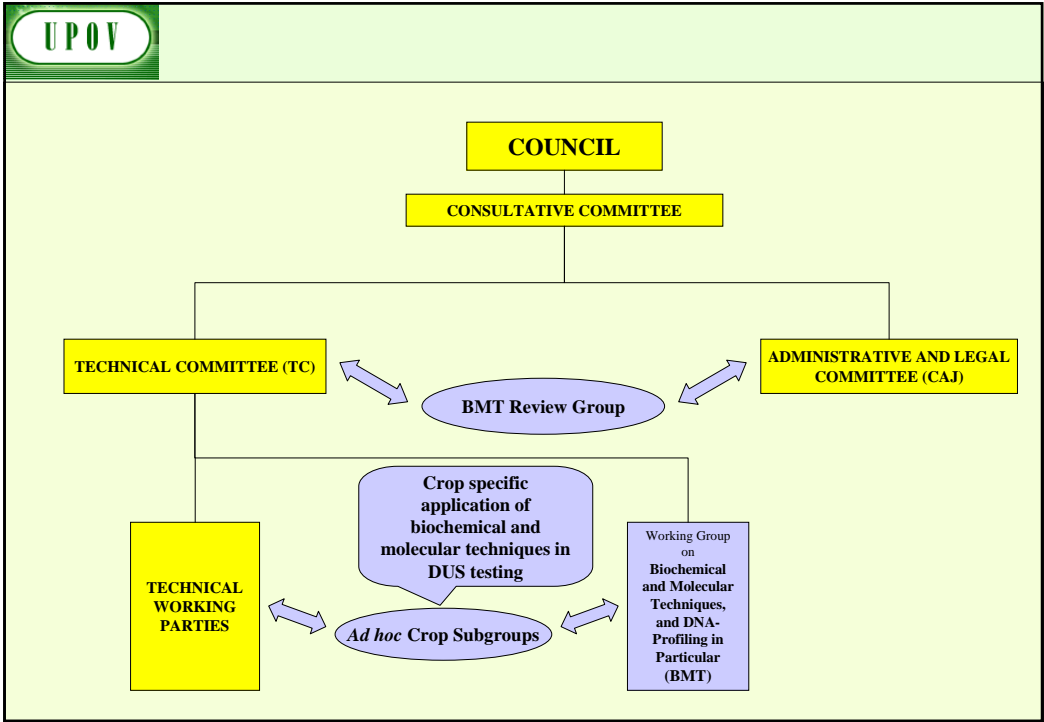 UPOV
COUNCIL
CONSULTATIVE COMMITTEE
TECHNICAL COMMITTEE (TC)
ADMINISTRATIVE AND LEGAL
COMMITTEE (CAJ)
BMT Review Group
Crop specific
application of
biochemical and
molecular techniques in
DUS testing
TECHNICAL
WORKING
PARTIES
Ad hoc Crop Subgroups
Working Group
on
Biochemical
and Molecular
Techniques,
and DNA-
Profiling in
Particular
(BMT)